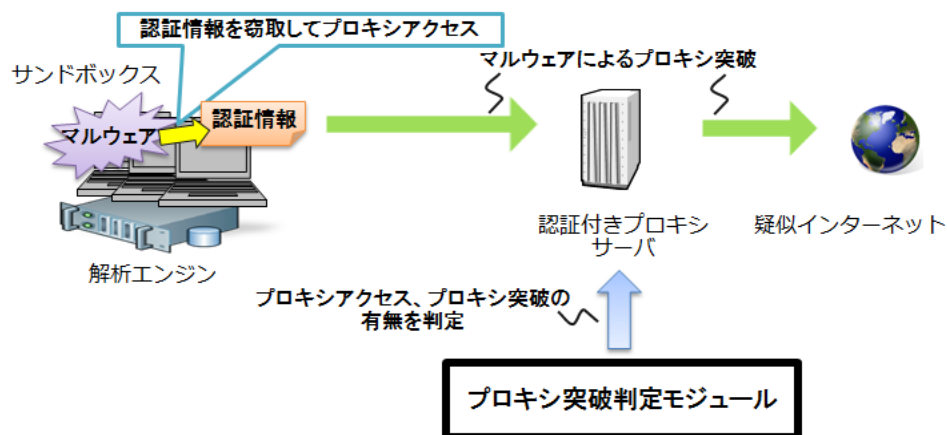 認証情報を窃取してプロキシアクセス
サンドボックス
マルウェアによるプロキシ突破
マルウェア
認証情報
認証付きプロキシ
サーバ
疑似インターネット
解析エンジン
プロキシアクセス、プロキシ突破の
有無を判定
プロキシ突破判定モジュール